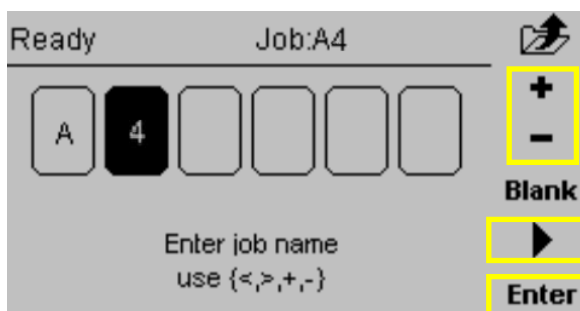 Ready Job:A4
+
A 4 -
Blank
Enter job name
use {<,>,+,-}
Enter